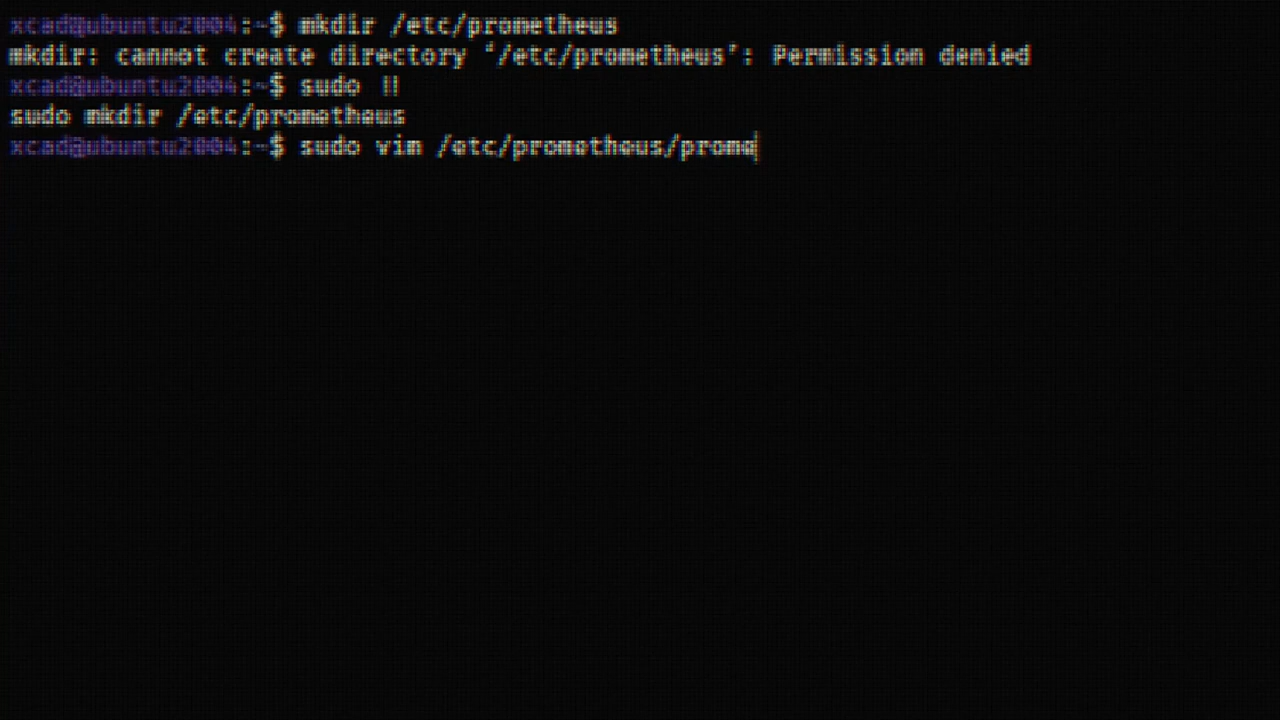 xcad@ubuntu2004:~$ mkdir /etc/prometheus
mkdir: cannot create directory ‘/etc/prometheus’: Permission denied
xcad@ubuntu2004:~$ sudo !!
sudo mkdir /etc/prometheus
xcad@ubuntu2004:~$ sudo vim /etc/prometheus/prome